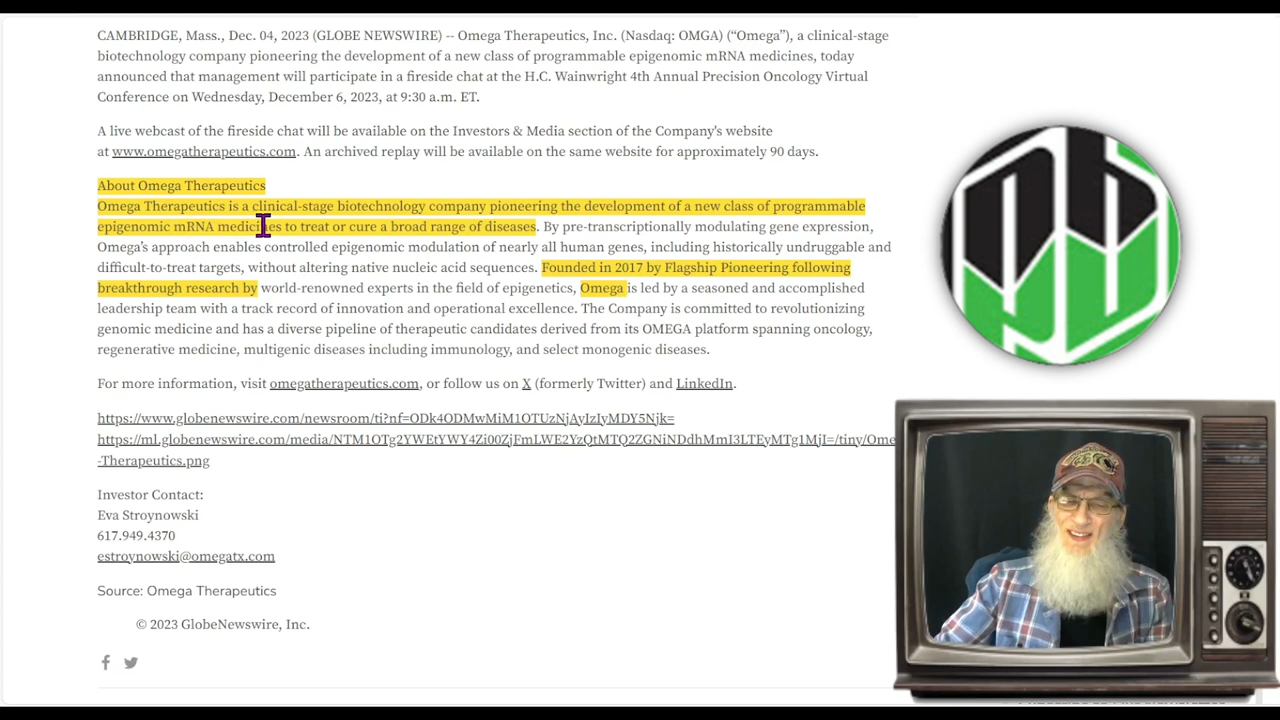 CAMBRIDGE, Mass., Dec. 04, 2023 (GLOBE NEWSWIRE) -- Omega Therapeutics, Inc. (Nasdaq: OMGA) (“Omega”), a clinical-stage
biotechnology company pioneering the development of a new class of programmable epigenomic mRNA medicines, today
announced that management will participate in a fireside chat at the H.C. Wainwright 4th Annual Precision Oncology Virtual
Conference on Wednesday, December 6, 2023, at 9:30 a.m. ET.
A live webcast of the fireside chat will be available on the Investors & Media section of the Company's website
at www.omegatherapeutics.com. An archived replay will be available on the same website for approximately 90 days.
About Omega Therapeutics
Omega Therapeutics is a clinical-stage biotechnology company pioneering the development of a new class of programmable
epigenomic mRNA medicines to treat or cure a broad range of diseases. By pre-transcriptionally modulating gene expression,
Omega’s approach enables controlled epigenomic modulation of nearly all human genes, including historically undruggable and
difficult-to-treat targets, without altering native nucleic acid sequences. Founded in 2017 by Flagship Pioneering following
breakthrough research by world-renowned experts in the field of epigenetics, Omega is led by a seasoned and accomplished
leadership team with a track record of innovation and operational excellence. The Company is committed to revolutionizing
genomic medicine and has a diverse pipeline of therapeutic candidates derived from its OMEGA platform spanning oncology,
regenerative medicine, multigenic diseases including immunology, and select monogenic diseases.
For more information, visit omegatherapeutics.com, or follow us on X (formerly Twitter) and LinkedIn.
https://www.globenewswire.com/newsroom/ti?nf=ODk4ODMwMiM1OTUzNjAyIzIyMDY5Njk=
https://ml.globenewswire.com/media/NTM1OTg2YWEtYWY4Zi00ZjFmLWE2YzQtMTQ2ZGNiNDdhMmI3LTEyMTg1MjI=/tiny/Ome
-Therapeutics.png
Investor Contact:
Eva Stroynowski
617.949.4370
estroynowski@omegatx.com
Source: Omega Therapeutics
© 2023 GlobeNewswire, Inc.